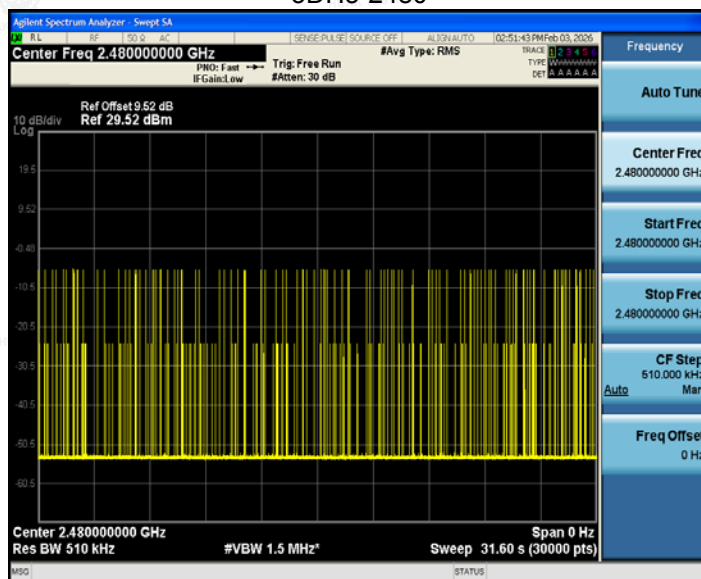 Agilent Spectrum Analyzer - Swept SA
RL RF 50 Ω AC SENSE:PULSE SOURCE OFF ALIGNAUTO 02:51:43 PM Feb 03, 2026
Center Freq 2.480000000 GHz
PNO: Fast
IFGain:Low
Trig: Free Run
#Atten: 30 dB
#Avg Type: RMS
TRACE 1 2 3 4 5 6
TYPE WWWWWW
DET A A A A A A
Ref Offset 9.52 dB
10 dB/div Ref 29.52 dBm
Log
19.5
9.52
-0.48
-10.5
-20.5
-30.5
-40.5
-50.5
-60.5
Center 2.480000000 GHz Span 0 Hz
Res BW 510 kHz #VBW 1.5 MHz* Sweep 31.60 s (30000 pts)
MSG STATUS
Frequency
Auto Tune
Center Freq
2.480000000 GHz
Start Freq
2.480000000 GHz
Stop Freq
2.480000000 GHz
CF Step
510.000 kHz
Auto Man
Freq Offset
0 Hz